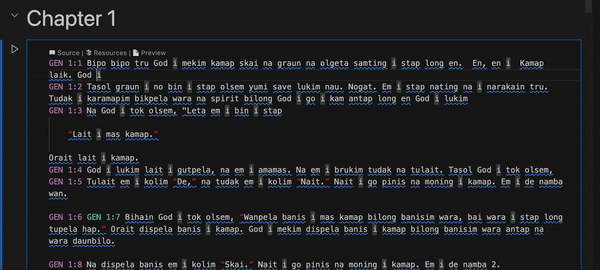 Chapter 1
Source | Resources | Preview
GEN 1:1 Bipo bipo tru God i mekim kamap skai na graun na olgeta samting i stap long en. En, en i Kamap
laik. God i
GEN 1:2 Tasol graun i no bin i stap olsem yumi save lukim nau. Nogat. Em i stap nating na i narakain tru.
Tudak i karamapim bikpela wara na spirit bilong God i go i kam antap long en God i lukim
GEN 1:3 Na God i tok olsem, "Leta em i bin i stap
"Lait i mas kamap."
Orait lait i kamap.
GEN 1:4 God i lukim lait i gutpela, na em i amamas. Na em i brukim tudak na tulait. Tasol God i tok olsem,
GEN 1:5 Tulait em i kolim "De," na tudak em i kolim "Nait." Nait i go pinis na moning i kamap. Em i de namba
wan.
GEN 1:6 GEN 1:7 Bihain God i tok olsem, "Wanpela banis i mas kamap bilong banisim wara, bai wara i stap long
tupela hap." Orait dispela banis i kamap. God i mekim dispela banis i kamap bilong banisim wara antap na
wara daunbilo.
GEN 1:8 Na dispela banis em i kolim "Skai." Nait i go pinis na moning i kamap. Em i de namba 2.